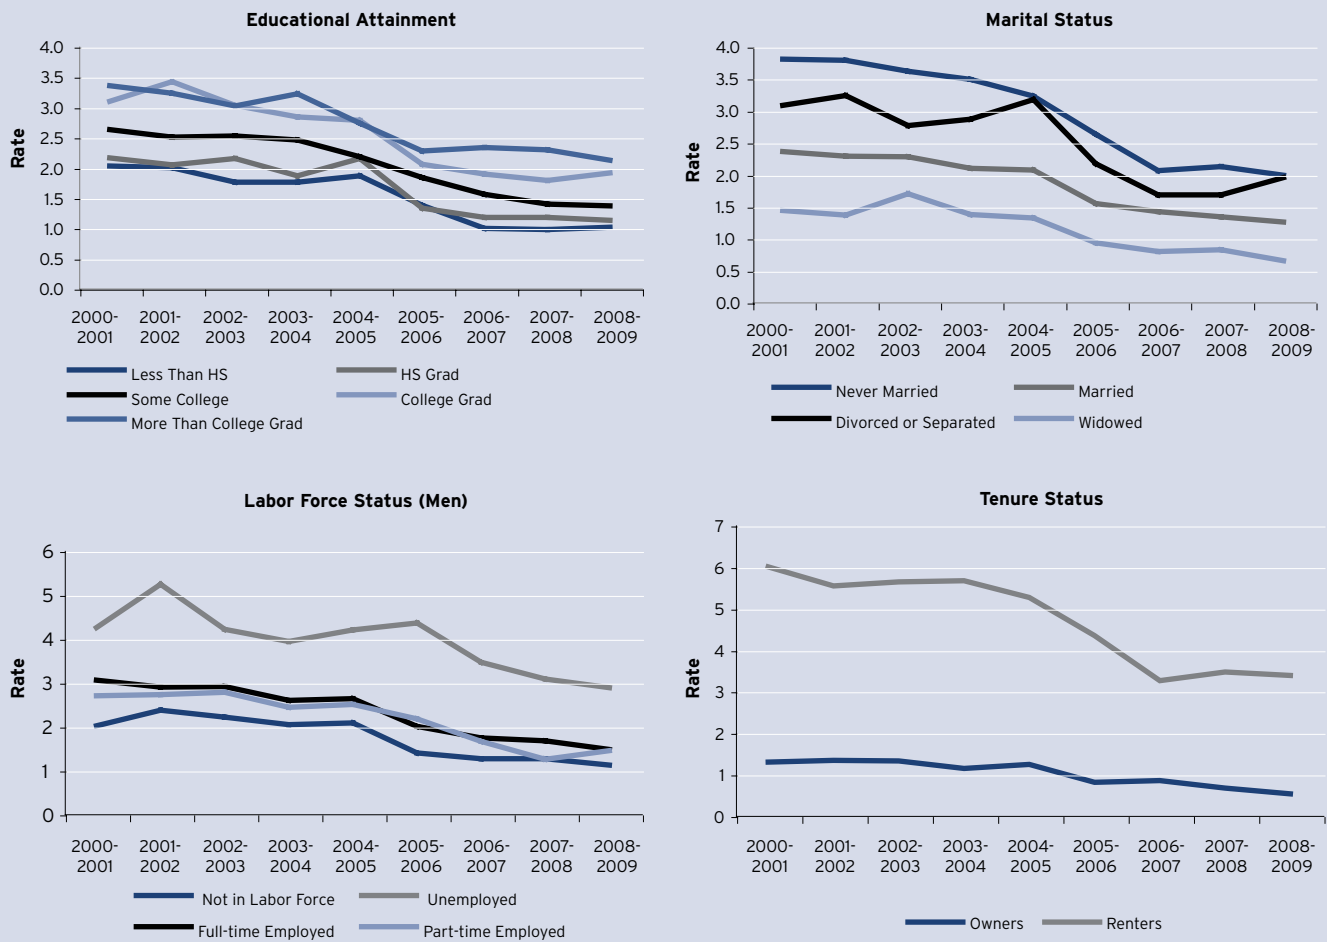 Educational Attainment
Rate
4.0
3.5
3.0
2.5
2.0
1.5
1.0
0.5
0.0
2000- 2001- 2002- 2003- 2004- 2005- 2006- 2007- 2008-
2001 2002 2003 2004 2005 2006 2007 2008 2009
Less Than HS HS Grad
Some College College Grad
More Than College Grad
Marital Status
Rate
4.0
3.5
3.0
2.5
2.0
1.5
1.0
0.5
0.0
2000- 2001- 2002- 2003- 2004- 2005- 2006- 2007- 2008-
2001 2002 2003 2004 2005 2006 2007 2008 2009
Never Married Married
Divorced or Separated Widowed
Labor Force Status (Men)
Rate
6
5
4
3
2
1
0
2000- 2001- 2002- 2003- 2004- 2005- 2006- 2007- 2008-
2001 2002 2003 2004 2005 2006 2007 2008 2009
Not in Labor Force Unemployed
Full-time Employed Part-time Employed
Tenure Status
Rate
7
6
5
4
3
2
1
0
2000- 2001- 2002- 2003- 2004- 2005- 2006- 2007- 2008-
2001 2002 2003 2004 2005 2006 2007 2008 2009
Owners Renters